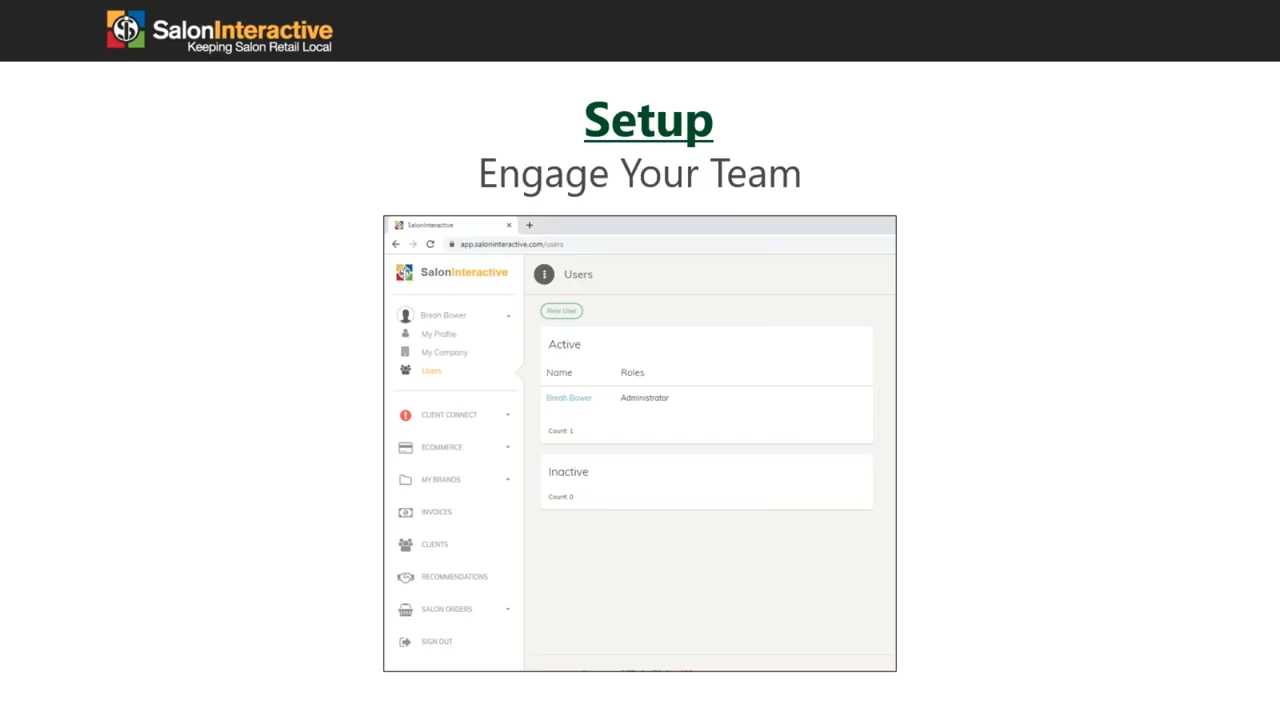 SalonInteractive
Keeping Salon Retail Local
Setup
Engage Your Team
SalonInteractive
app.saloninteractive.com/users
SalonInteractive
Users
Breah Bower
My Profile
My Company
Users
New User
Active
Name Roles
Breah Bower Administrator
Count: 1
Inactive
Count: 0
CLIENT CONNECT
ECOMMERCE
MY BRANDS
INVOICES
CLIENTS
RECOMMENDATIONS
SALON ORDERS
SIGN OUT